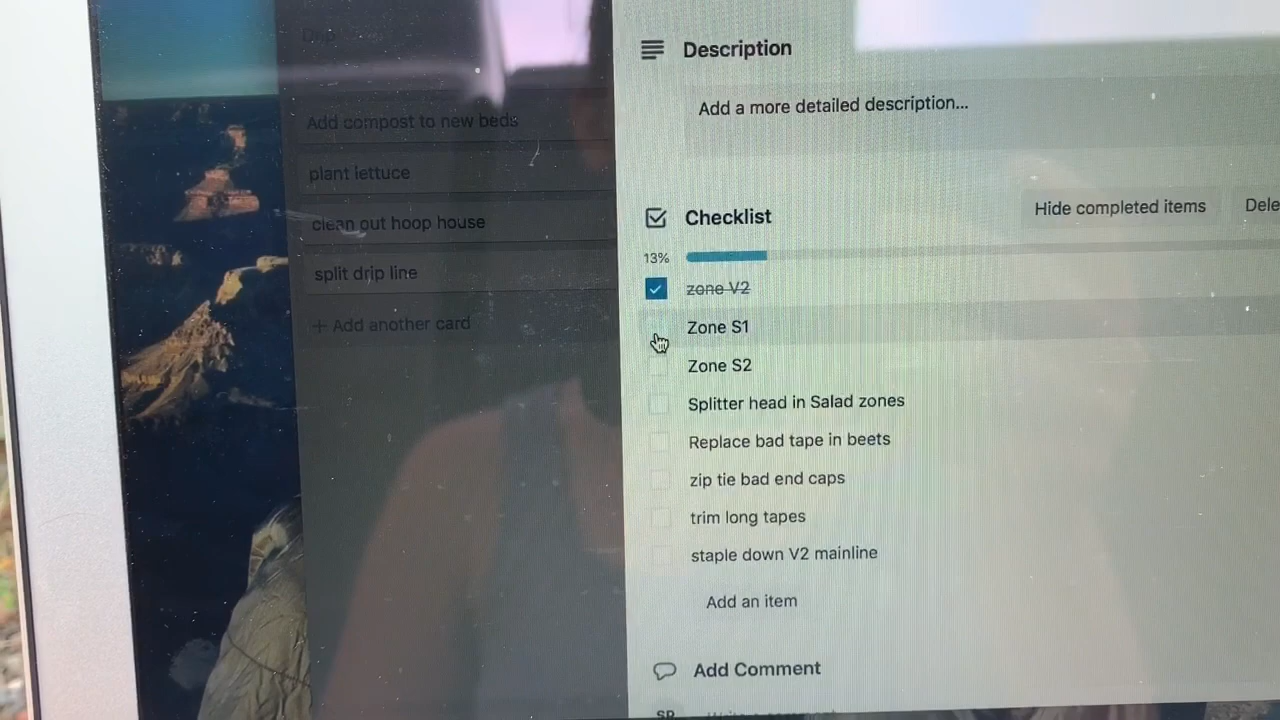 Add compost to new beds
plant lettuce
clean out hoop house
split drip line
+ Add another card
Description
Add a more detailed description...
Checklist
Hide completed items
Dele
13%
zone V2
Zone S1
Zone S2
Splitter head in Salad zones
Replace bad tape in beets
zip tie bad end caps
trim long tapes
staple down V2 mainline
Add an item
Add Comment